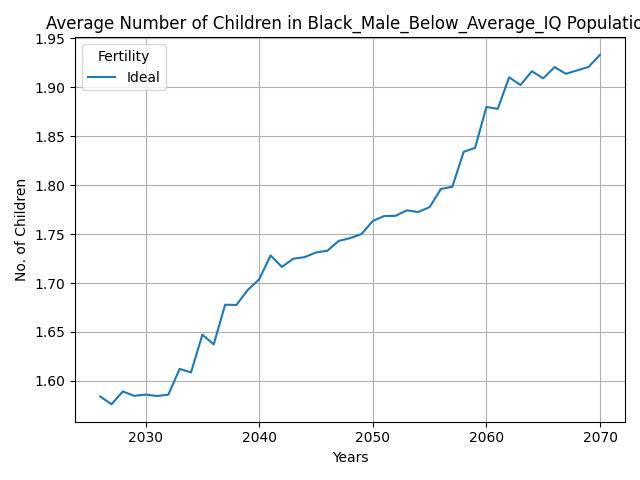 Average Number of Children in Black_Male_Below_Average_IQ Populatio
1.95
1.90
1.85
1.80
1.75
1.70
1.65
1.60
No. of Children
Fertility
Ideal
2030 2040 2050 2060 2070
Years